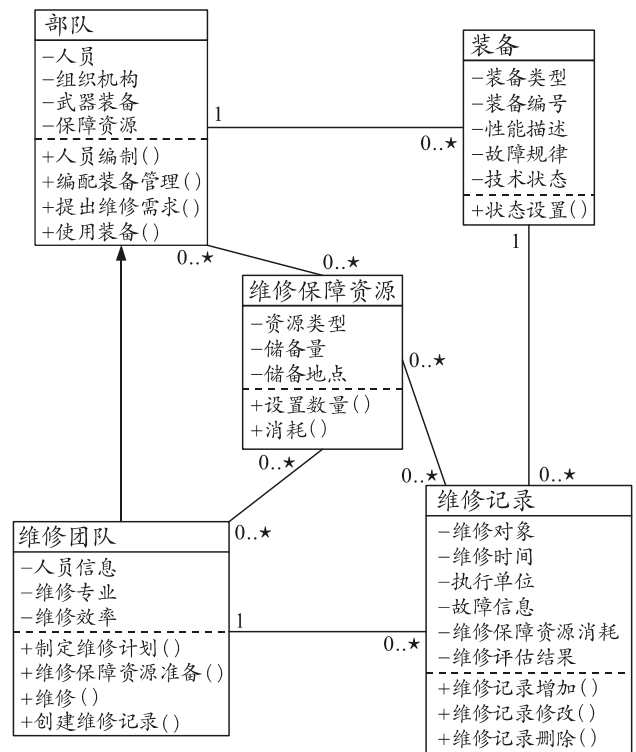 部队
−人员
−组织机构
−武器装备
−保障资源
+人员编制()
+编配装备管理()
+提出维修需求()
+使用装备()
1
0..★
装备
−装备类型
−装备编号
−性能描述
−故障规律
−技术状态
+状态设置()
1
0..★
0..★
0..★
维修保障资源
−资源类型
−储备量
−储备地点
+设置数量()
+消耗()
0..★
0..★
0..★
0..★
维修团队
−人员信息
−维修专业
−维修效率
+制定维修计划()
+维修保障资源准备()
+维修()
+创建维修记录()
1
0..★
维修记录
−维修对象
−维修时间
−执行单位
−故障信息
−维修保障资源消耗
−维修评估结果
+维修记录增加()
+维修记录修改()
+维修记录删除()